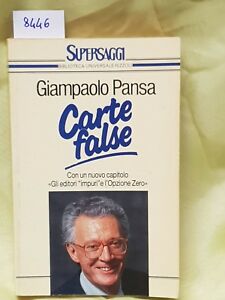 8446
SUPERSAGGI
BIBLIOTECA UNIVERSALE RIZZOLI
Giampaolo Pansa
Carte
false
Con un nuovo capitolo
«Gli editori "impuri" e l'Opzione Zero»